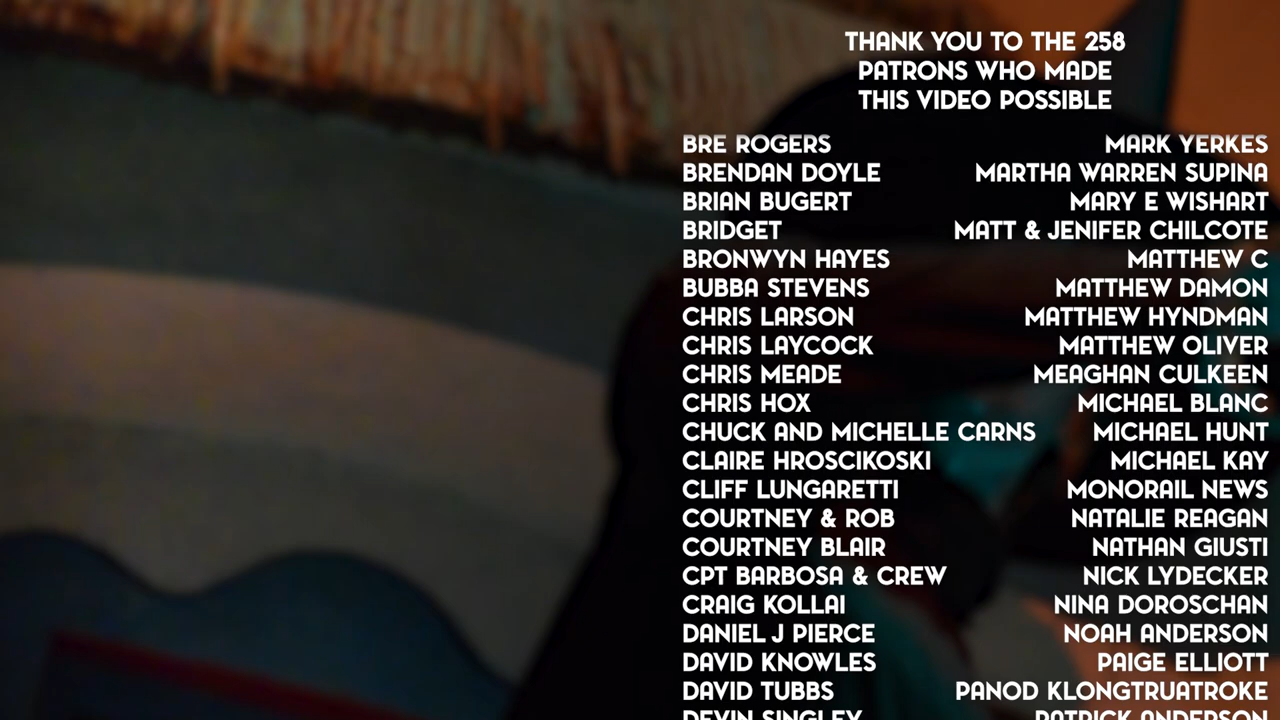 THANK YOU TO THE 258
PATRONS WHO MADE
THIS VIDEO POSSIBLE
BRE ROGERS
BRENDAN DOYLE
BRIAN BUGERT
BRIDGET
BRONWYN HAYES
BUBBA STEVENS
CHRIS LARSON
CHRIS LAYCOCK
CHRIS MEADE
CHRIS HOX
CHUCK AND MICHELLE CARNS
CLAIRE HROSCIKOSKI
CLIFF LUNGARETTI
COURTNEY & ROB
COURTNEY BLAIR
CPT BARBOSA & CREW
CRAIG KOLLAI
DANIEL J PIERCE
DAVID KNOWLES
DAVID TUBBS
DEVIN SINGLEY
MARK YERKES
MARTHA WARREN SUPINA
MARY E WISHART
MATT & JENIFER CHILCOTE
MATTHEW C
MATTHEW DAMON
MATTHEW HYNDMAN
MATTHEW OLIVER
MEAGHAN CULKEEN
MICHAEL BLANC
MICHAEL HUNT
MICHAEL KAY
MONORAIL NEWS
NATALIE REAGAN
NATHAN GIUSTI
NICK LYDECKER
NINA DOROSCHAN
NOAH ANDERSON
PAIGE ELLIOTT
PANOD KLONGTRUATROKE
PATRICK ANDERSON